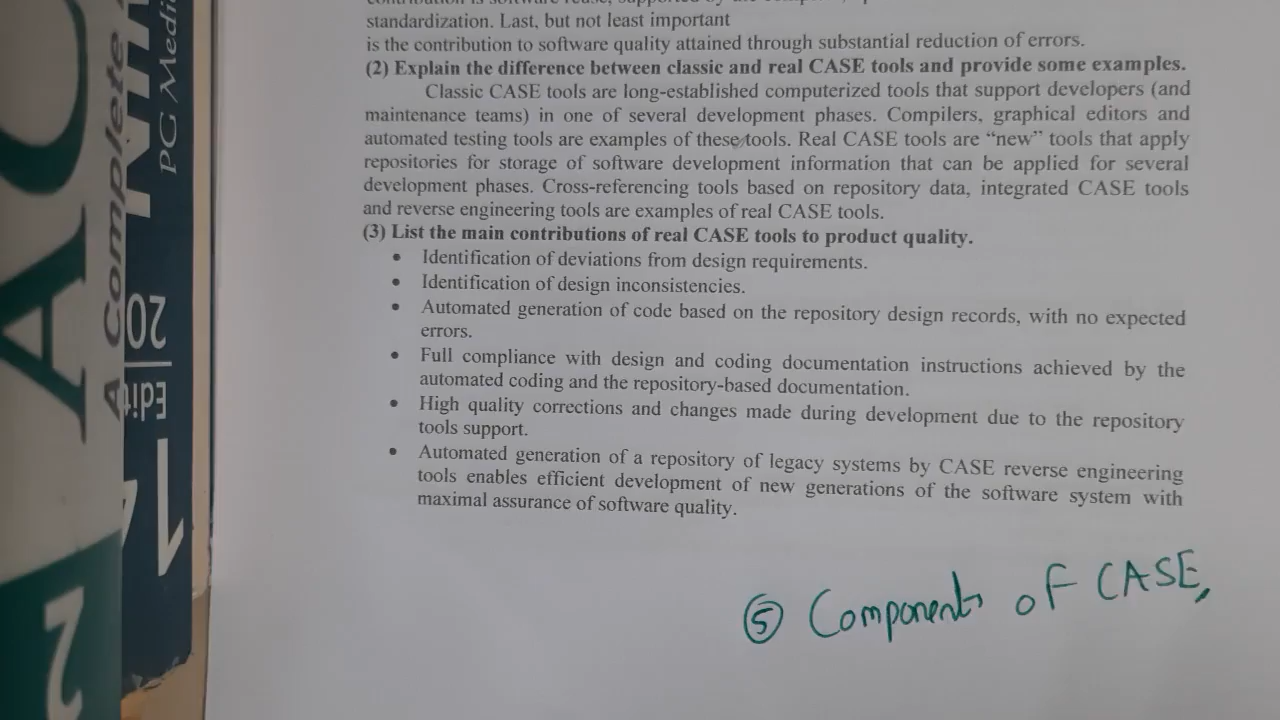 standardization. Last, but not least important
is the contribution to software quality attained through substantial reduction of errors.
(2) Explain the difference between classic and real CASE tools and provide some examples.
Classic CASE tools are long-established computerized tools that support developers (and
maintenance teams) in one of several development phases. Compilers, graphical editors and
automated testing tools are examples of these tools. Real CASE tools are “new” tools that apply
repositories for storage of software development information that can be applied for several
development phases. Cross-referencing tools based on repository data, integrated CASE tools
and reverse engineering tools are examples of real CASE tools.
(3) List the main contributions of real CASE tools to product quality.
• Identification of deviations from design requirements.
• Identification of design inconsistencies.
• Automated generation of code based on the repository design records, with no expected
errors.
• Full compliance with design and coding documentation instructions achieved by the
automated coding and the repository-based documentation.
• High quality corrections and changes made during development due to the repository
tools support.
• Automated generation of a repository of legacy systems by CASE reverse engineering
tools enables efficient development of new generations of the software system with
maximal assurance of software quality.
⑤ Components of CASE,
A Complete
PG Medi
20
Edit